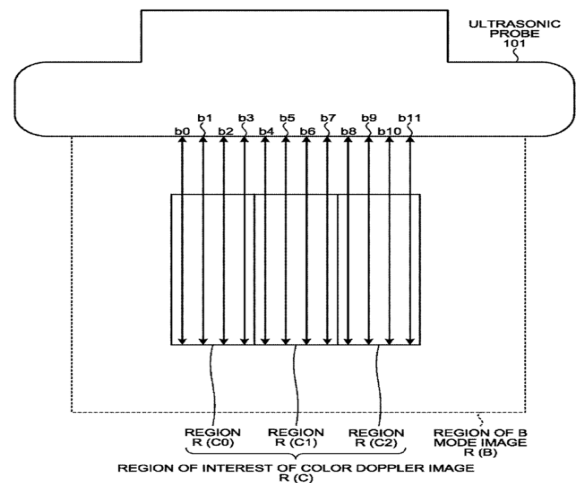 ULTRASONIC
PROBE
101
b1 b3 b5 b7 b9 b11
b0 b2 b4 b6 b8 b10
REGION
R (C0)
REGION
R (C1)
REGION
R (C2)
REGION OF B
MODE IMAGE
R (B)
REGION OF INTEREST OF COLOR DOPPLER IMAGE
R (C)